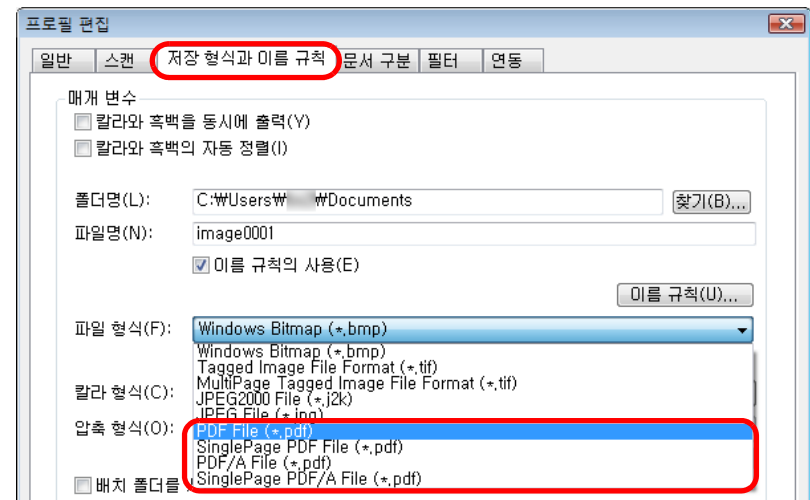 프로필 편집
일반 스캔 저장 형식과 이름 규칙 문서 구분 필터 연동
매개 변수
칼라와 흑백을 동시에 출력(Y)
칼라와 흑백의 자동 정렬(I)
폴더명(L): C:₩Users₩ ₩Documents 찾기(B)...
파일명(N): image0001
이름 규칙의 사용(E)
이름 규칙(U)...
파일 형식(F): Windows Bitmap (*.bmp)
Windows Bitmap (*.bmp)
Tagged Image File Format (*.tif)
MultiPage Tagged Image File Format (*.tif)
칼라 형식(C): JPEG2000 File (*.j2k)
JPEG File (*.jpg)
압축 형식(O): PDF File (*.pdf)
SinglePage PDF File (*.pdf)
PDF/A File (*.pdf)
배치 폴더를 SinglePage PDF/A File (*.pdf)